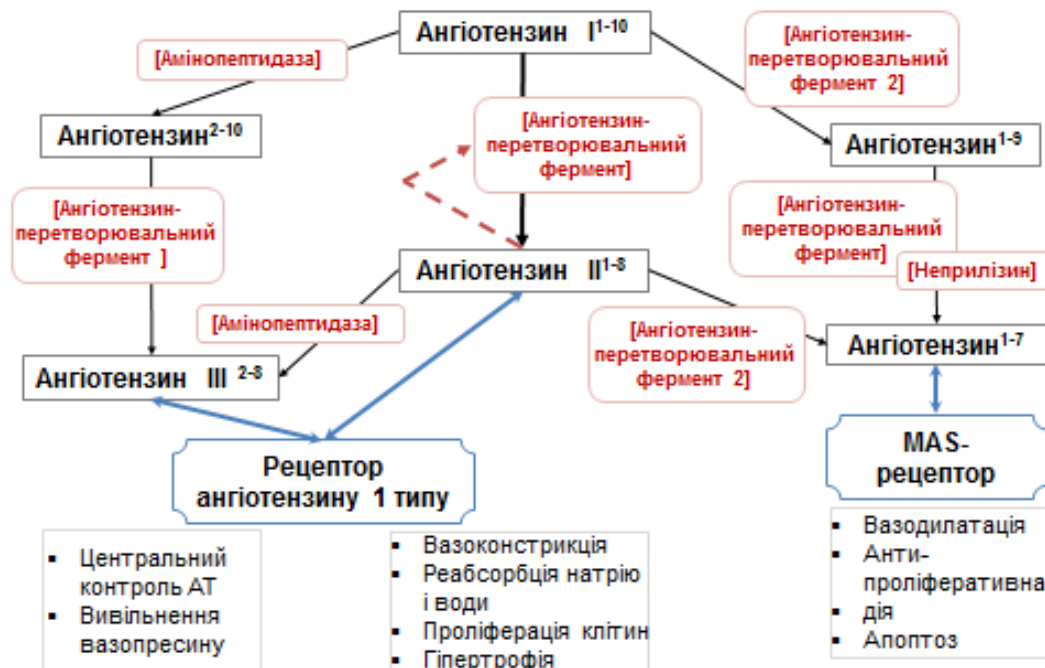 Ангіотензин I1-10
[Амінопептидаза]
[Ангіотензин-
перетворювальний
фермент 2]
Ангіотензин2-10
[Ангіотензин-
перетворювальний
фермент]
Ангіотензин1-9
[Ангіотензин-
перетворювальний
фермент ]
[Ангіотензин-
перетворювальний
фермент]
[Неприлізин]
Ангіотензин II1-8
[Амінопептидаза]
[Ангіотензин-
перетворювальний
фермент 2]
Ангіотензин1-7
Ангіотензин III 2-8
Рецептор
ангіотензину 1 типу
MAS-
рецептор
▪ Центральний
контроль АТ
▪ Вивільнення
вазопресину
▪ Вазоконстрикція
▪ Реабсорбція натрію
і води
▪ Проліферація клітин
▪ Гіпертрофія
▪ Вазодилатація
▪ Анти-
проліферативна
▪ дія
▪ Апоптоз